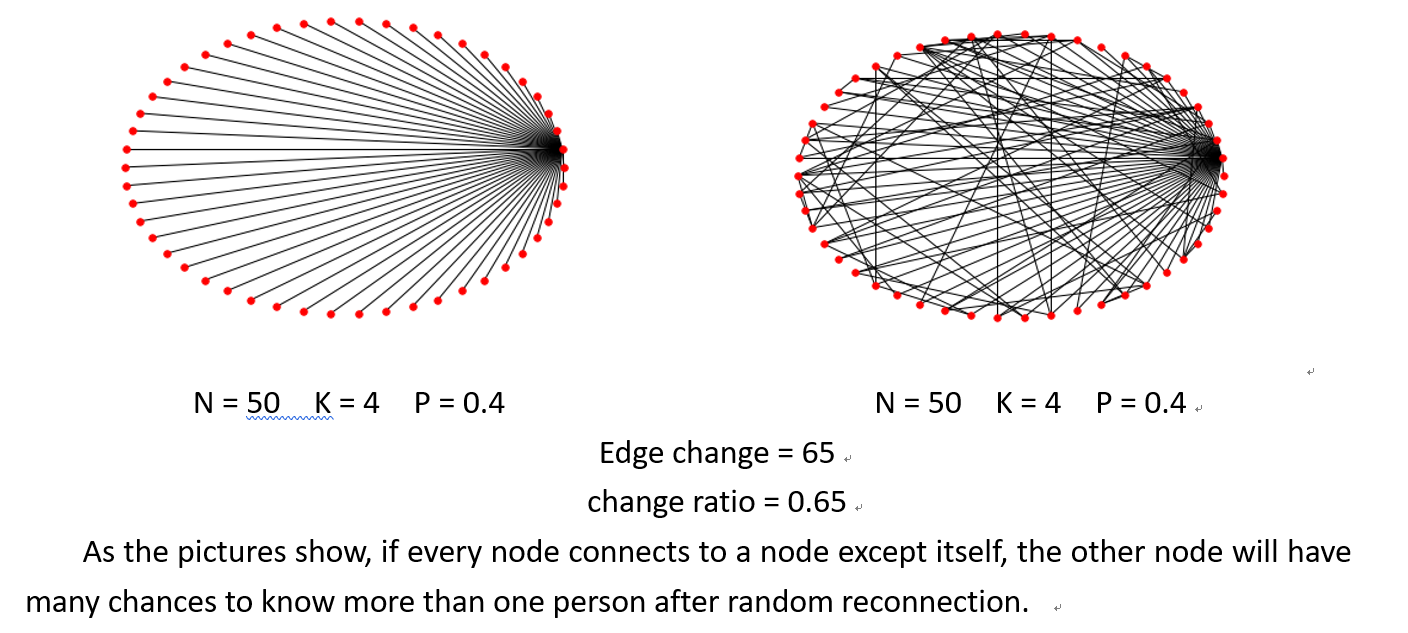 N = 50 K = 4 P = 0.4
N = 50 K = 4 P = 0.4
Edge change = 65
change ratio = 0.65
As the pictures show, if every node connects to a node except itself, the other node will have
many chances to know more than one person after random reconnection.